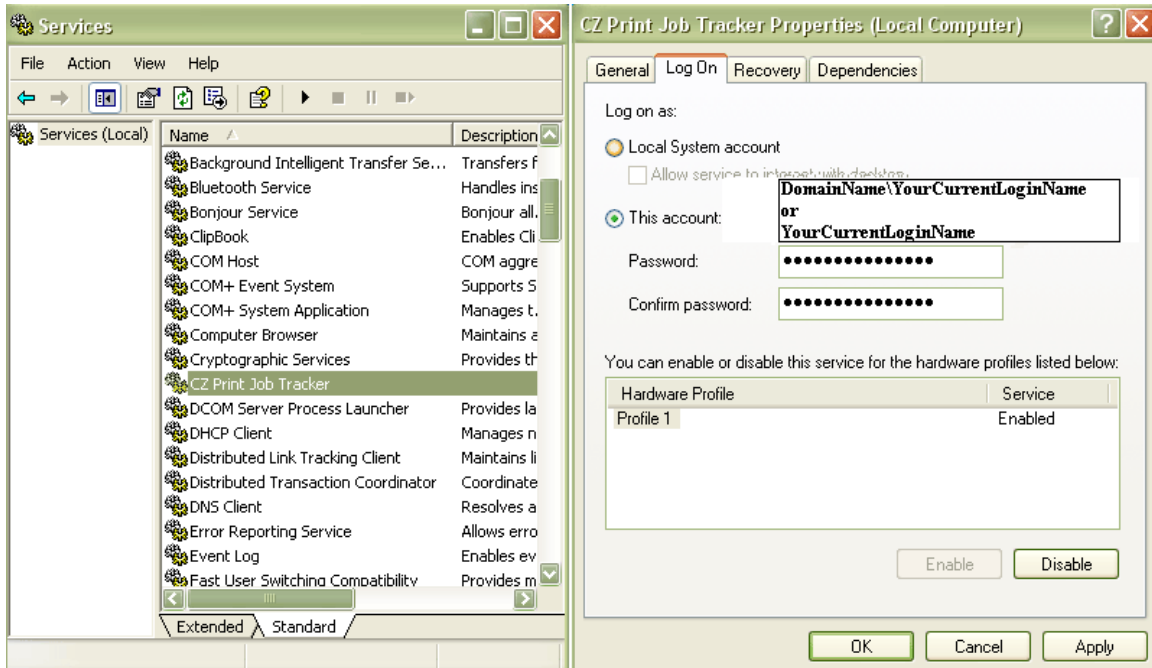 Services
File Action View Help
Services (Local)
Name Description
Background Intelligent Transfer Se... Transfers f
Bluetooth Service Handles ins
Bonjour Service Bonjour all.
ClipBook Enables Cli
COM Host COM aggre
COM+ Event System Supports S
COM+ System Application Manages t.
Computer Browser Maintains a
Cryptographic Services Provides th
CZ Print Job Tracker
DCOM Server Process Launcher Provides la
DHCP Client Manages n
Distributed Link Tracking Client Maintains li
Distributed Transaction Coordinator Coordinate
DNS Client Resolves a
Error Reporting Service Allows erro
Event Log Enables ev
Fast User Switching Compatibility Provides m
Extended Standard
CZ Print Job Tracker Properties (Local Computer)
General Log On Recovery Dependencies
Log on as:
Local System account
Allow service to interact with desktop
This account:
DomainName\YourCurrentLoginName
or
YourCurrentLoginName
Password: •••••••••••••••
Confirm password: •••••••••••••••
You can enable or disable this service for the hardware profiles listed below:
Hardware Profile Service
Profile 1 Enabled
Enable Disable
OK Cancel Apply